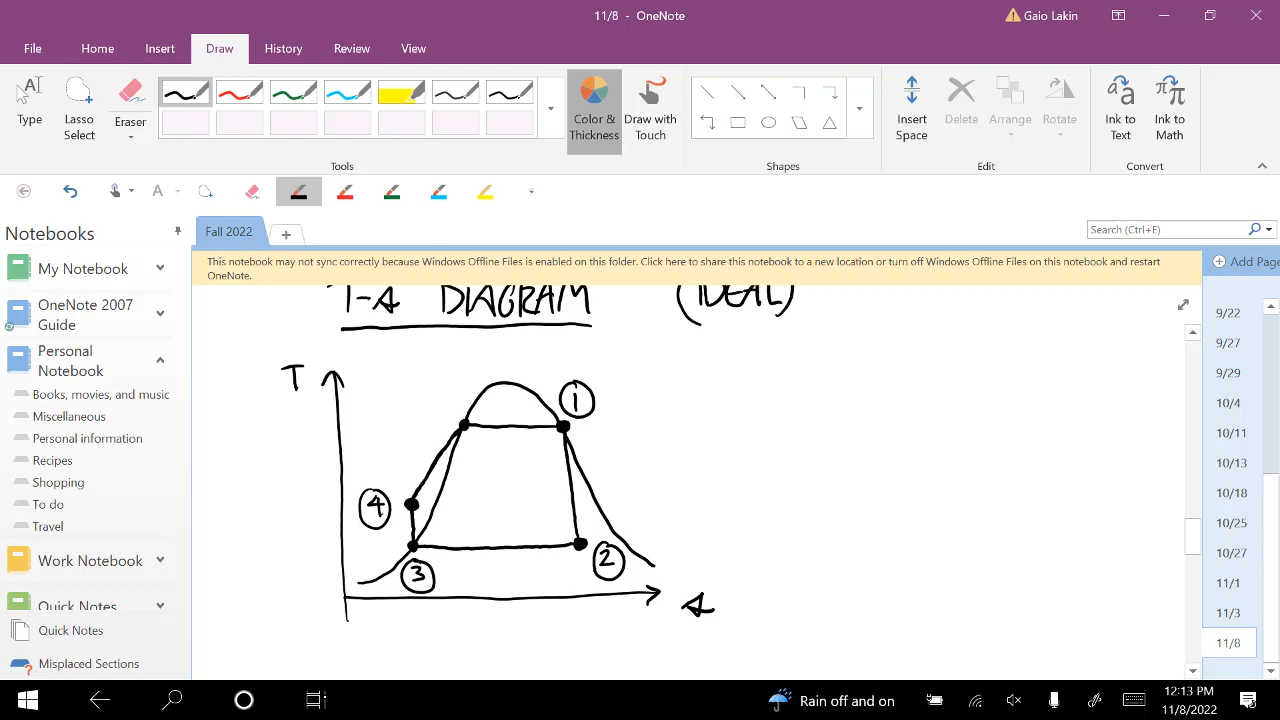 11/8 - OneNote
Gaio Lakin
File
Home
Insert
Draw
History
Review
View
Type
Lasso Select
Eraser
Color & Thickness
Draw with Touch
Insert Space
Delete
Arrange
Rotate
Ink to Text
Ink to Math
Tools
Shapes
Edit
Convert
Notebooks
Fall 2022
Search (Ctrl+E)
This notebook may not sync correctly because Windows Offline Files is enabled on this folder. Click here to share this notebook to a new location or turn off Windows Offline Files on this notebook and restart
OneNote.
Add Page
My Notebook
OneNote 2007
Guide
Personal
Notebook
Books, movies, and music
Miscellaneous
Personal information
Recipes
Shopping
To do
Travel
Work Notebook
Quick Notes
Quick Notes
Misplaced Sections
T-s DIAGRAM (IDEAL)
T
1
4
2
3
s
9/22
9/27
9/29
10/4
10/11
10/13
10/18
10/25
10/27
11/1
11/3
11/8
Rain off and on
12:13 PM
11/8/2022